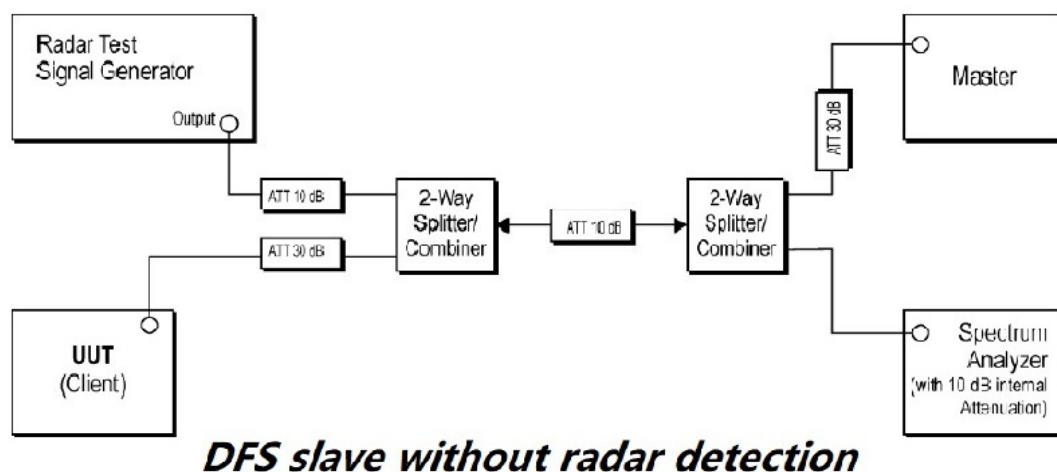 Radar Test
Signal Generator
Output
ATT 10 dB
2-Way
Splitter/
Combiner
ATT 30 dB
ATT 10 dB
2-Way
Splitter/
Combiner
ATT 30 dB
Master
UUT
(Client)
Spectrum
Analyzer
(with 10 dB internal
Attenuation)
DFS slave without radar detection